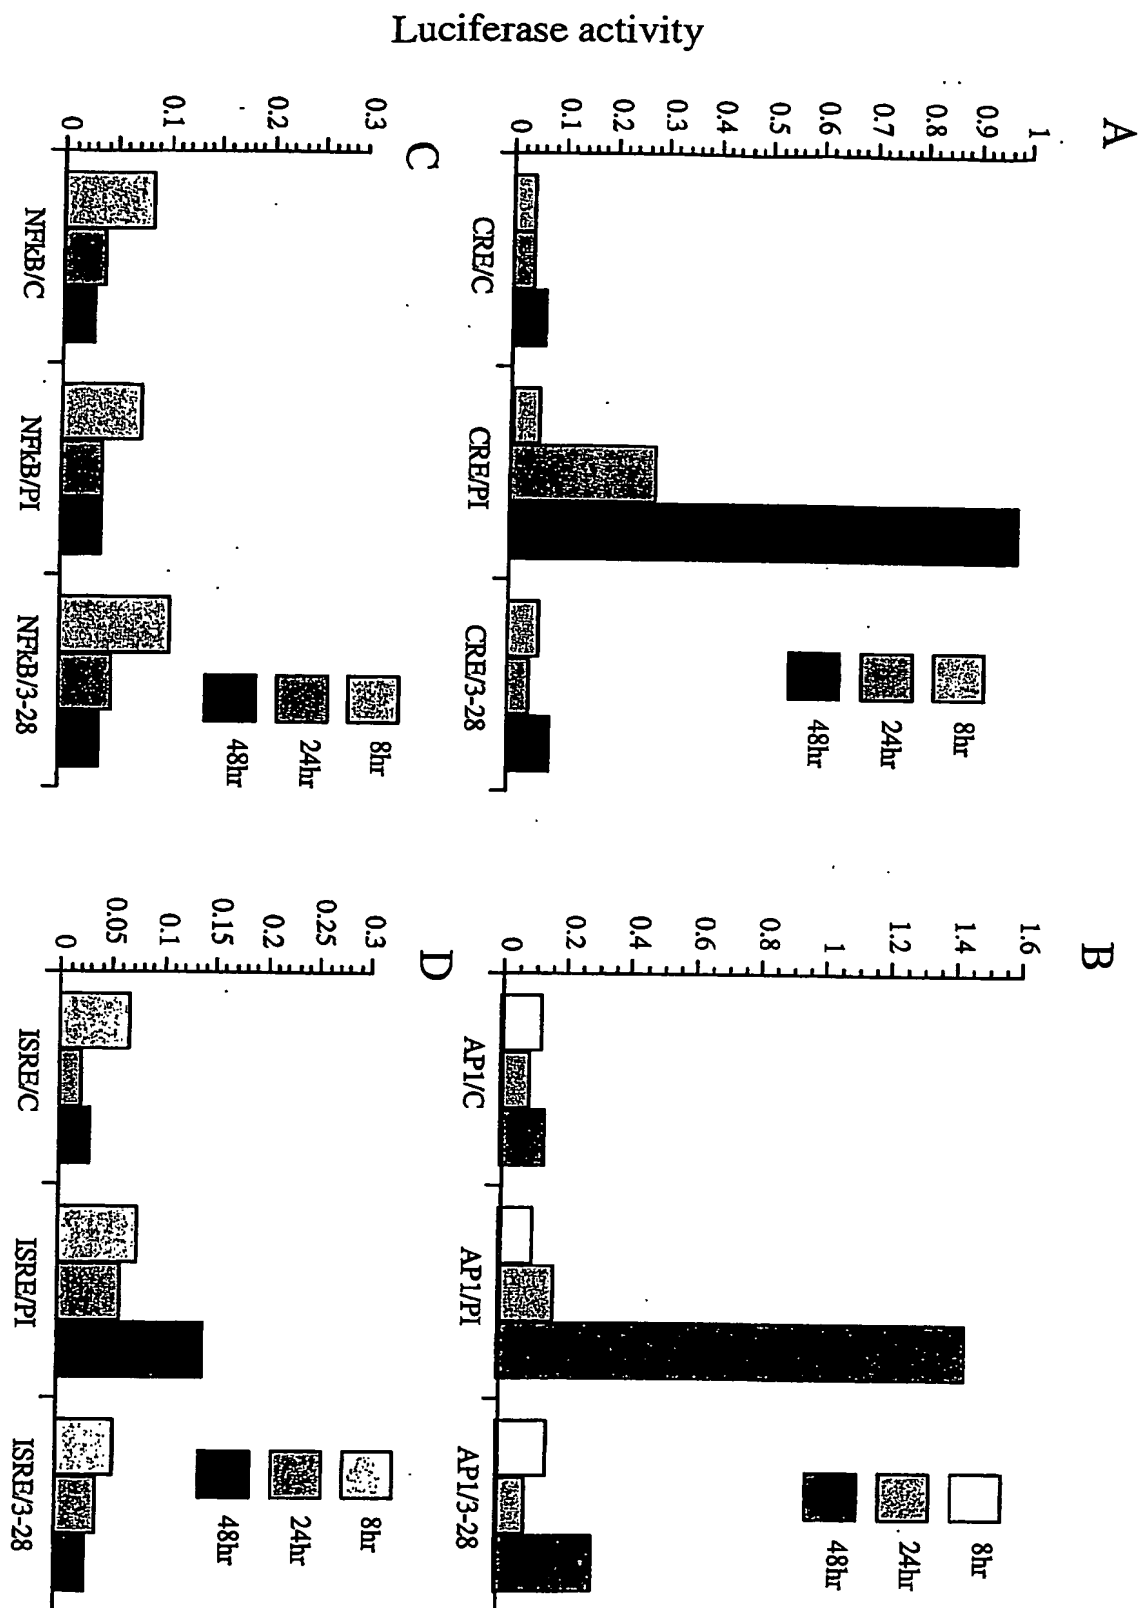 Luciferase activity
A
1
0.9
0.8
0.7
0.6
0.5
0.4
0.3
0.2
0.1
0
CRE/C
CRE/PI
CRE/3-28
8hr
24hr
48hr
B
1.6
1.4
1.2
1
0.8
0.6
0.4
0.2
0
AP1/C
AP1/PI
AP1/3-28
8hr
24hr
48hr
C
0.3
0.2
0.1
0
NFkB/C
NFkB/PI
NFkB/3-28
8hr
24hr
48hr
D
0.3
0.25
0.2
0.15
0.1
0.05
0
ISRE/C
ISRE/PI
ISRE/3-28
8hr
24hr
48hr